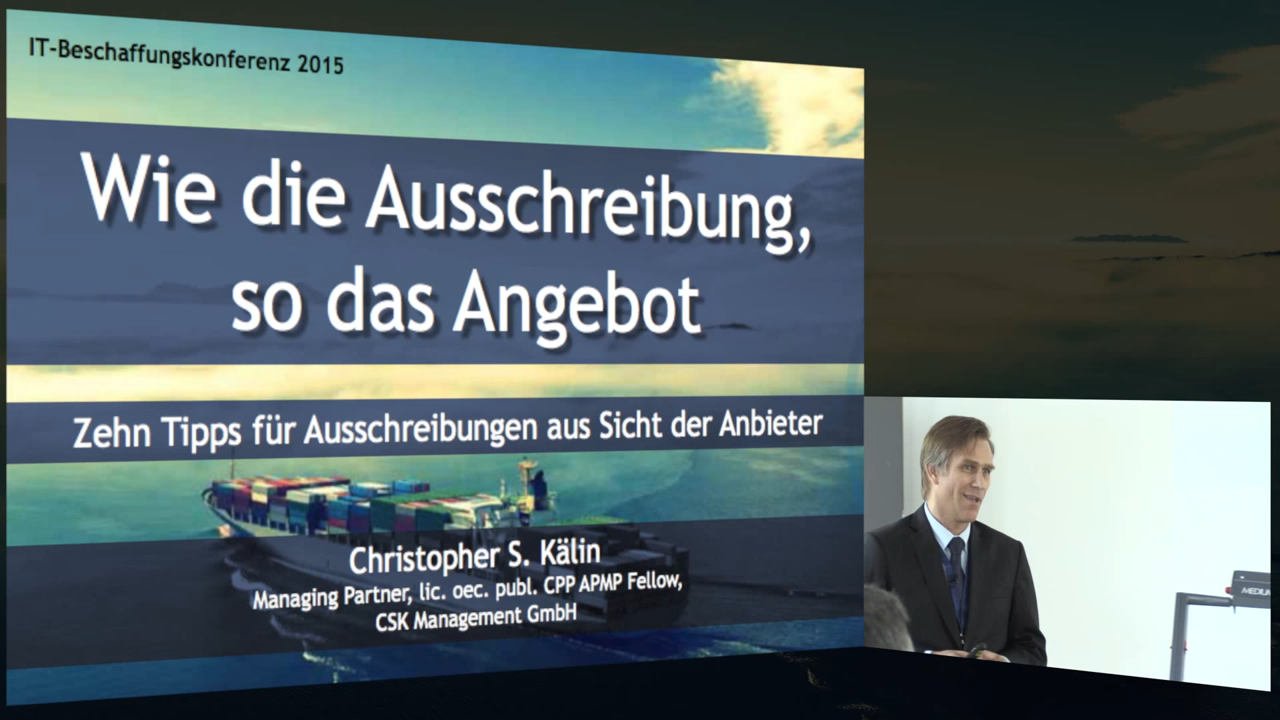 IT-Beschaffungskonferenz 2015
Wie die Ausschreibung,
so das Angebot
Zehn Tipps für Ausschreibungen aus Sicht der Anbieter
Christopher S. Kälin
Managing Partner, lic. oec. publ. CPP APMP Fellow,
CSK Management GmbH